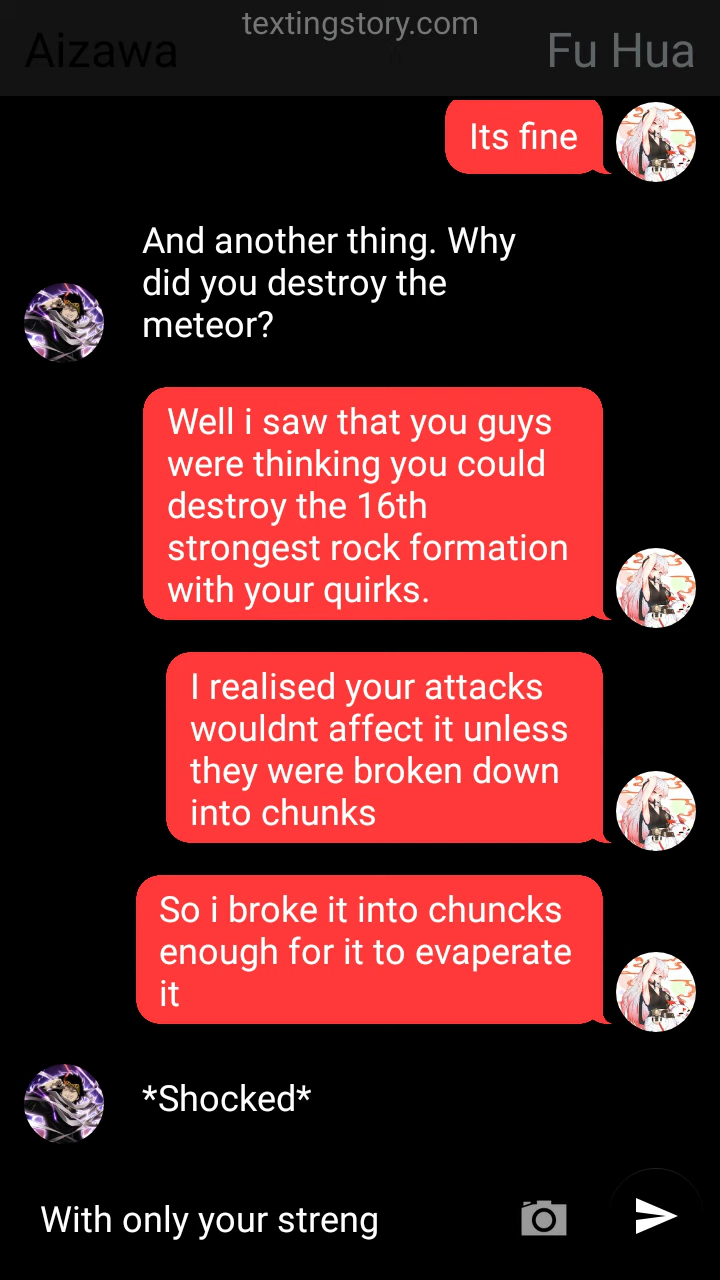 textingstory.com
Aizawa
Fu Hua
Its fine
And another thing. Why
did you destroy the
meteor?
Well i saw that you guys
were thinking you could
destroy the 16th
strongest rock formation
with your quirks.
I realised your attacks
wouldnt affect it unless
they were broken down
into chunks
So i broke it into chuncks
enough for it to evaperate
it
*Shocked*
With only your streng